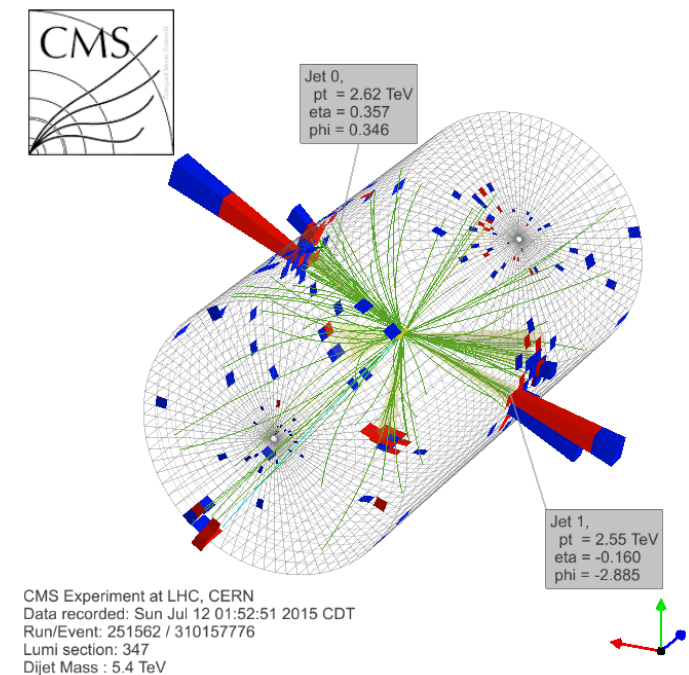 CMS
Jet 0,
pt = 2.62 TeV
eta = 0.357
phi = 0.346
Jet 1,
pt = 2.55 TeV
eta = -0.160
phi = -2.885
CMS Experiment at LHC, CERN
Data recorded: Sun Jul 12 01:52:51 2015 CDT
Run/Event: 251562 / 310157776
Lumi section: 347
Dijet Mass : 5.4 TeV